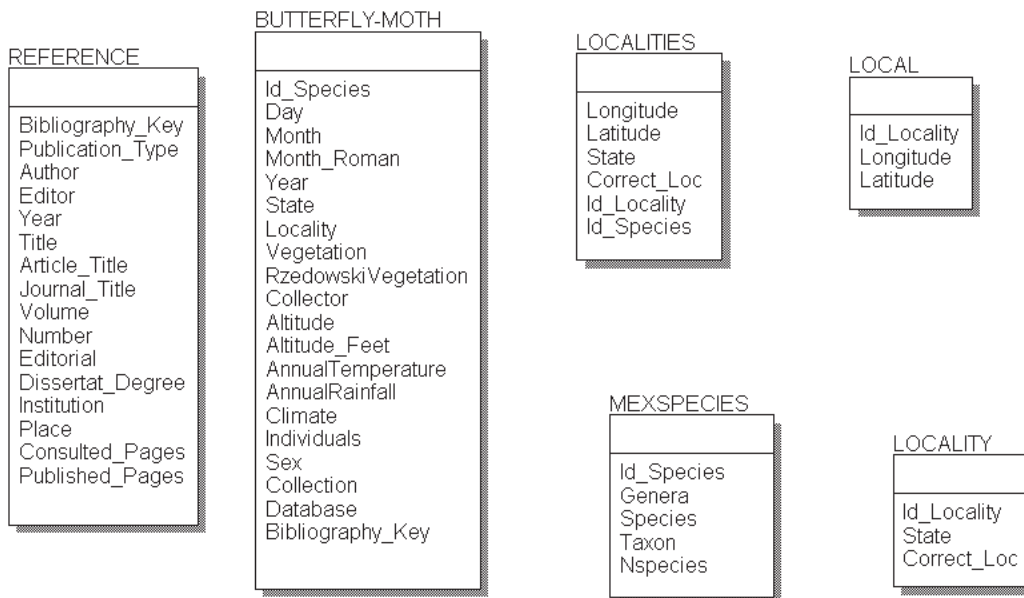 REFERENCE
Bibliography_Key
Publication_Type
Author
Editor
Year
Title
Article_Title
Journal_Title
Volume
Number
Editorial
Dissertat_Degree
Institution
Place
Consulted_Pages
Published_Pages
BUTTERFLY-MOTH
Id_Species
Day
Month
Month_Roman
Year
State
Locality
Vegetation
RzedowskiVegetation
Collector
Altitude
Altitude_Feet
AnnualTemperature
AnnualRainfall
Climate
Individuals
Sex
Collection
Database
Bibliography_Key
LOCALITIES
Longitude
Latitude
State
Correct_Loc
Id_Locality
Id_Species
LOCAL
Id_Locality
Longitude
Latitude
MEXSPECIES
Id_Species
Genera
Species
Taxon
Nspecies
LOCALITY
Id_Locality
State
Correct_Loc